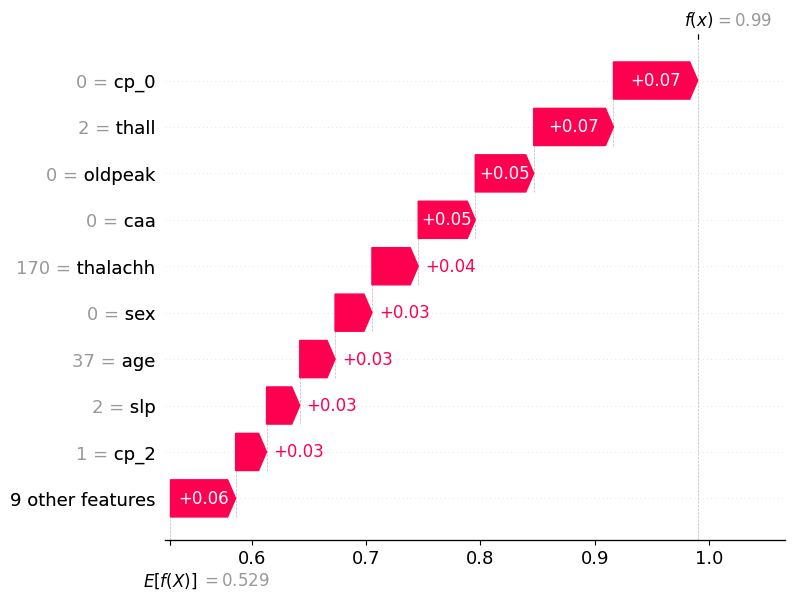 f(x) = 0.99
0 = cp_0
+0.07
2 = thall
+0.07
0 = oldpeak
+0.05
0 = caa
+0.05
170 = thalachh
+0.04
0 = sex
+0.03
37 = age
+0.03
2 = slp
+0.03
1 = cp_2
+0.03
9 other features
+0.06
0.6 0.7 0.8 0.9 1.0
E[f(X)] = 0.529